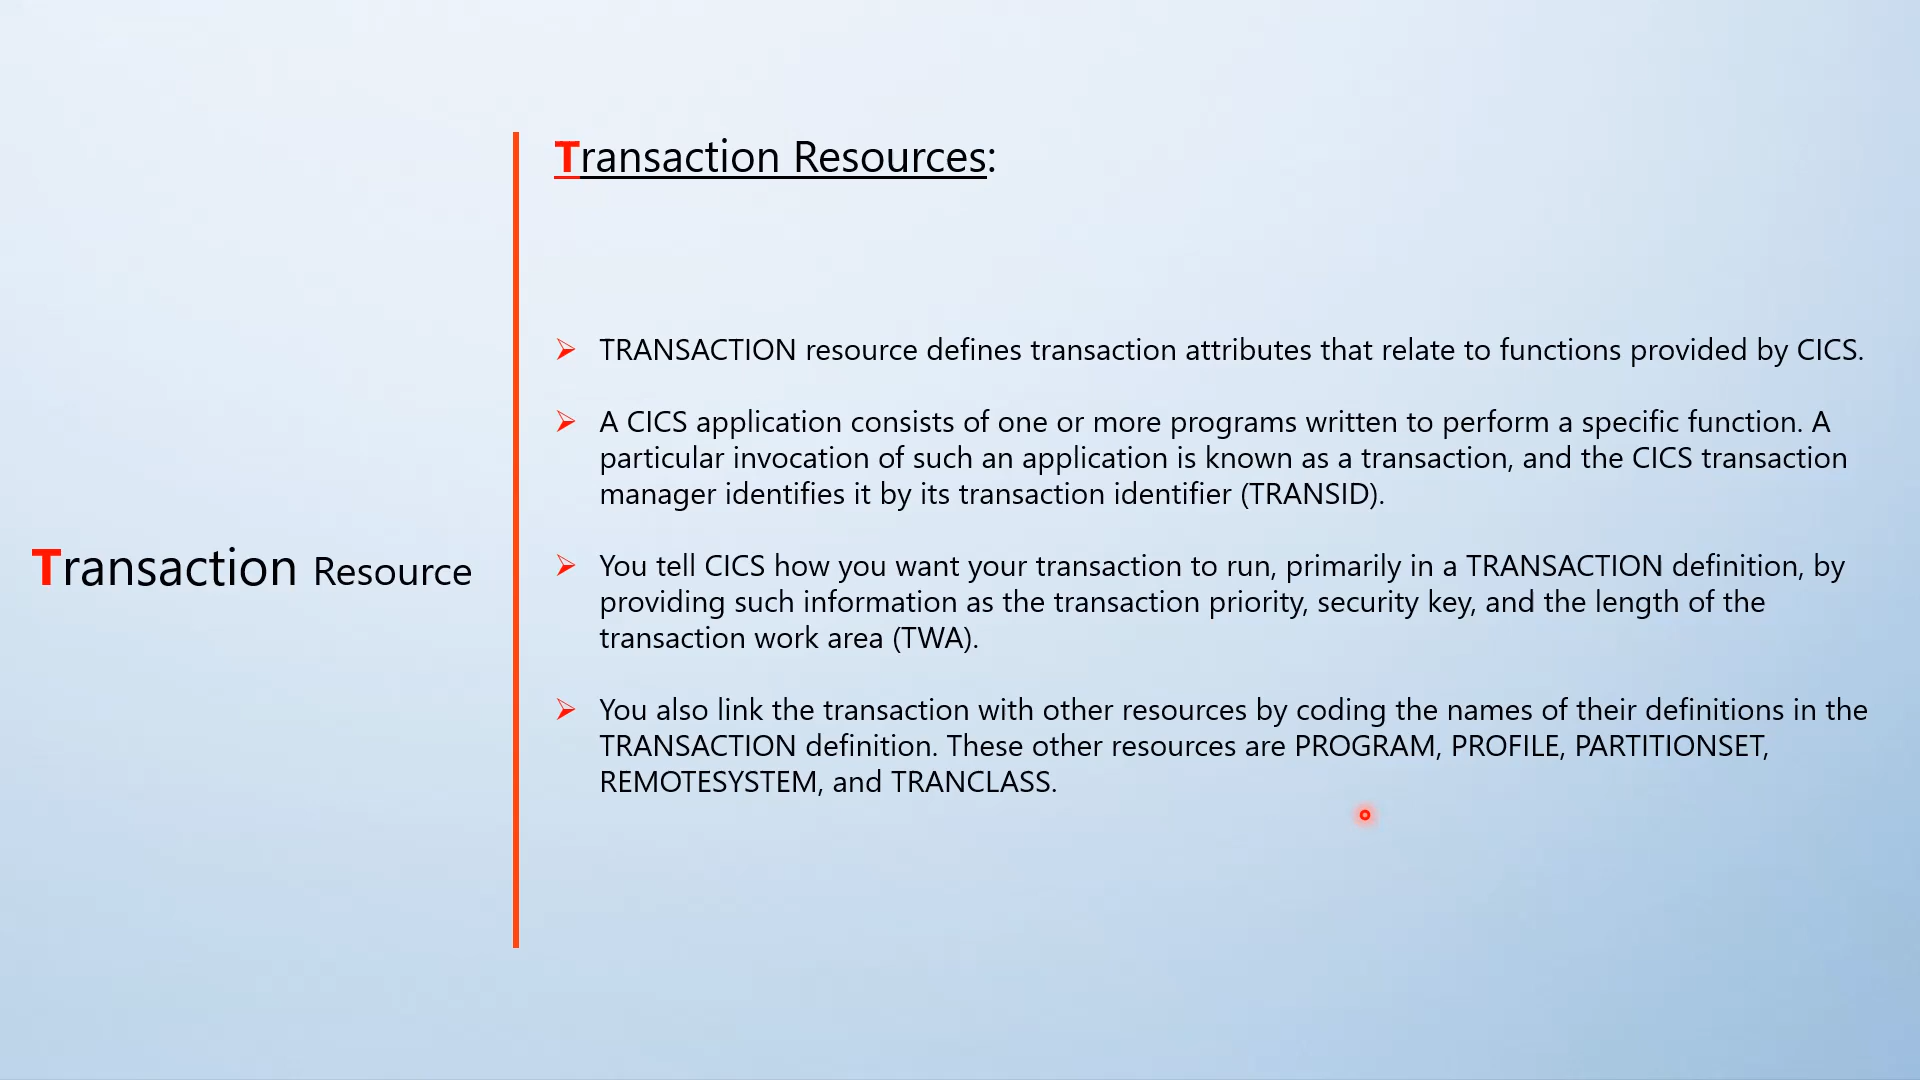 Transaction Resources:
TRANSACTION resource defines transaction attributes that relate to functions provided by CICS.
A CICS application consists of one or more programs written to perform a specific function. A
particular invocation of such an application is known as a transaction, and the CICS transaction
manager identifies it by its transaction identifier (TRANSID).
Transaction Resource
You tell CICS how you want your transaction to run, primarily in a TRANSACTION definition, by
providing such information as the transaction priority, security key, and the length of the
transaction work area (TWA).
You also link the transaction with other resources by coding the names of their definitions in the
TRANSACTION definition. These other resources are PROGRAM, PROFILE, PARTITIONSET,
REMOTESYSTEM, and TRANCLASS.